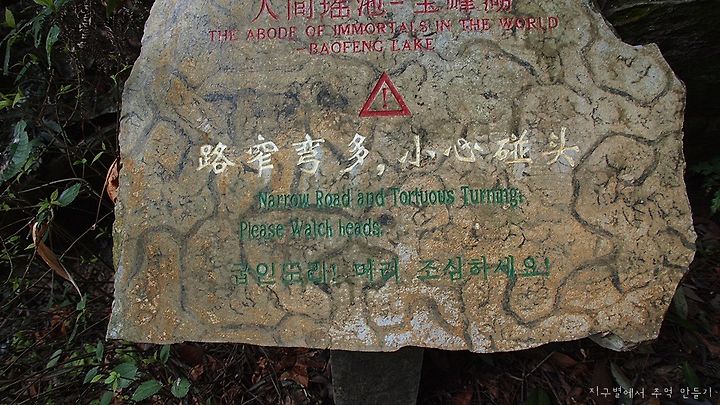 人间瑶池-宝峰湖
THE ABODE OF IMMORTALS IN THE WORLD
-BAOFENG LAKE
路窄弯多,小心碰头
Narrow Road and Tortuous Turning.
Please Watch heads.
머리 조심하세요!
지구별에서 추억 만들기